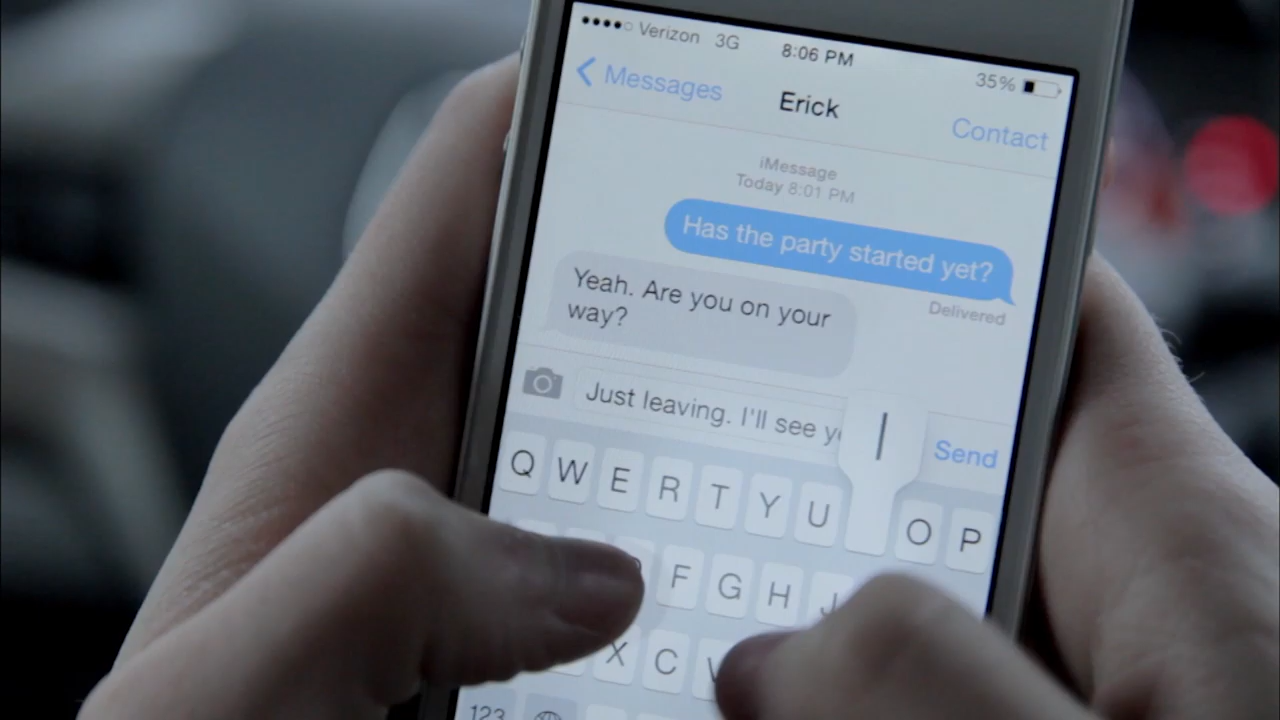 Verizon 3G 8:06 PM 35%
Messages Erick Contact
iMessage
Today 8:01 PM
Has the party started yet?
Delivered
Yeah. Are you on your
way?
Just leaving. I'll see y
I
Send
Q W E R T Y U O P
F G H J
X C V
123